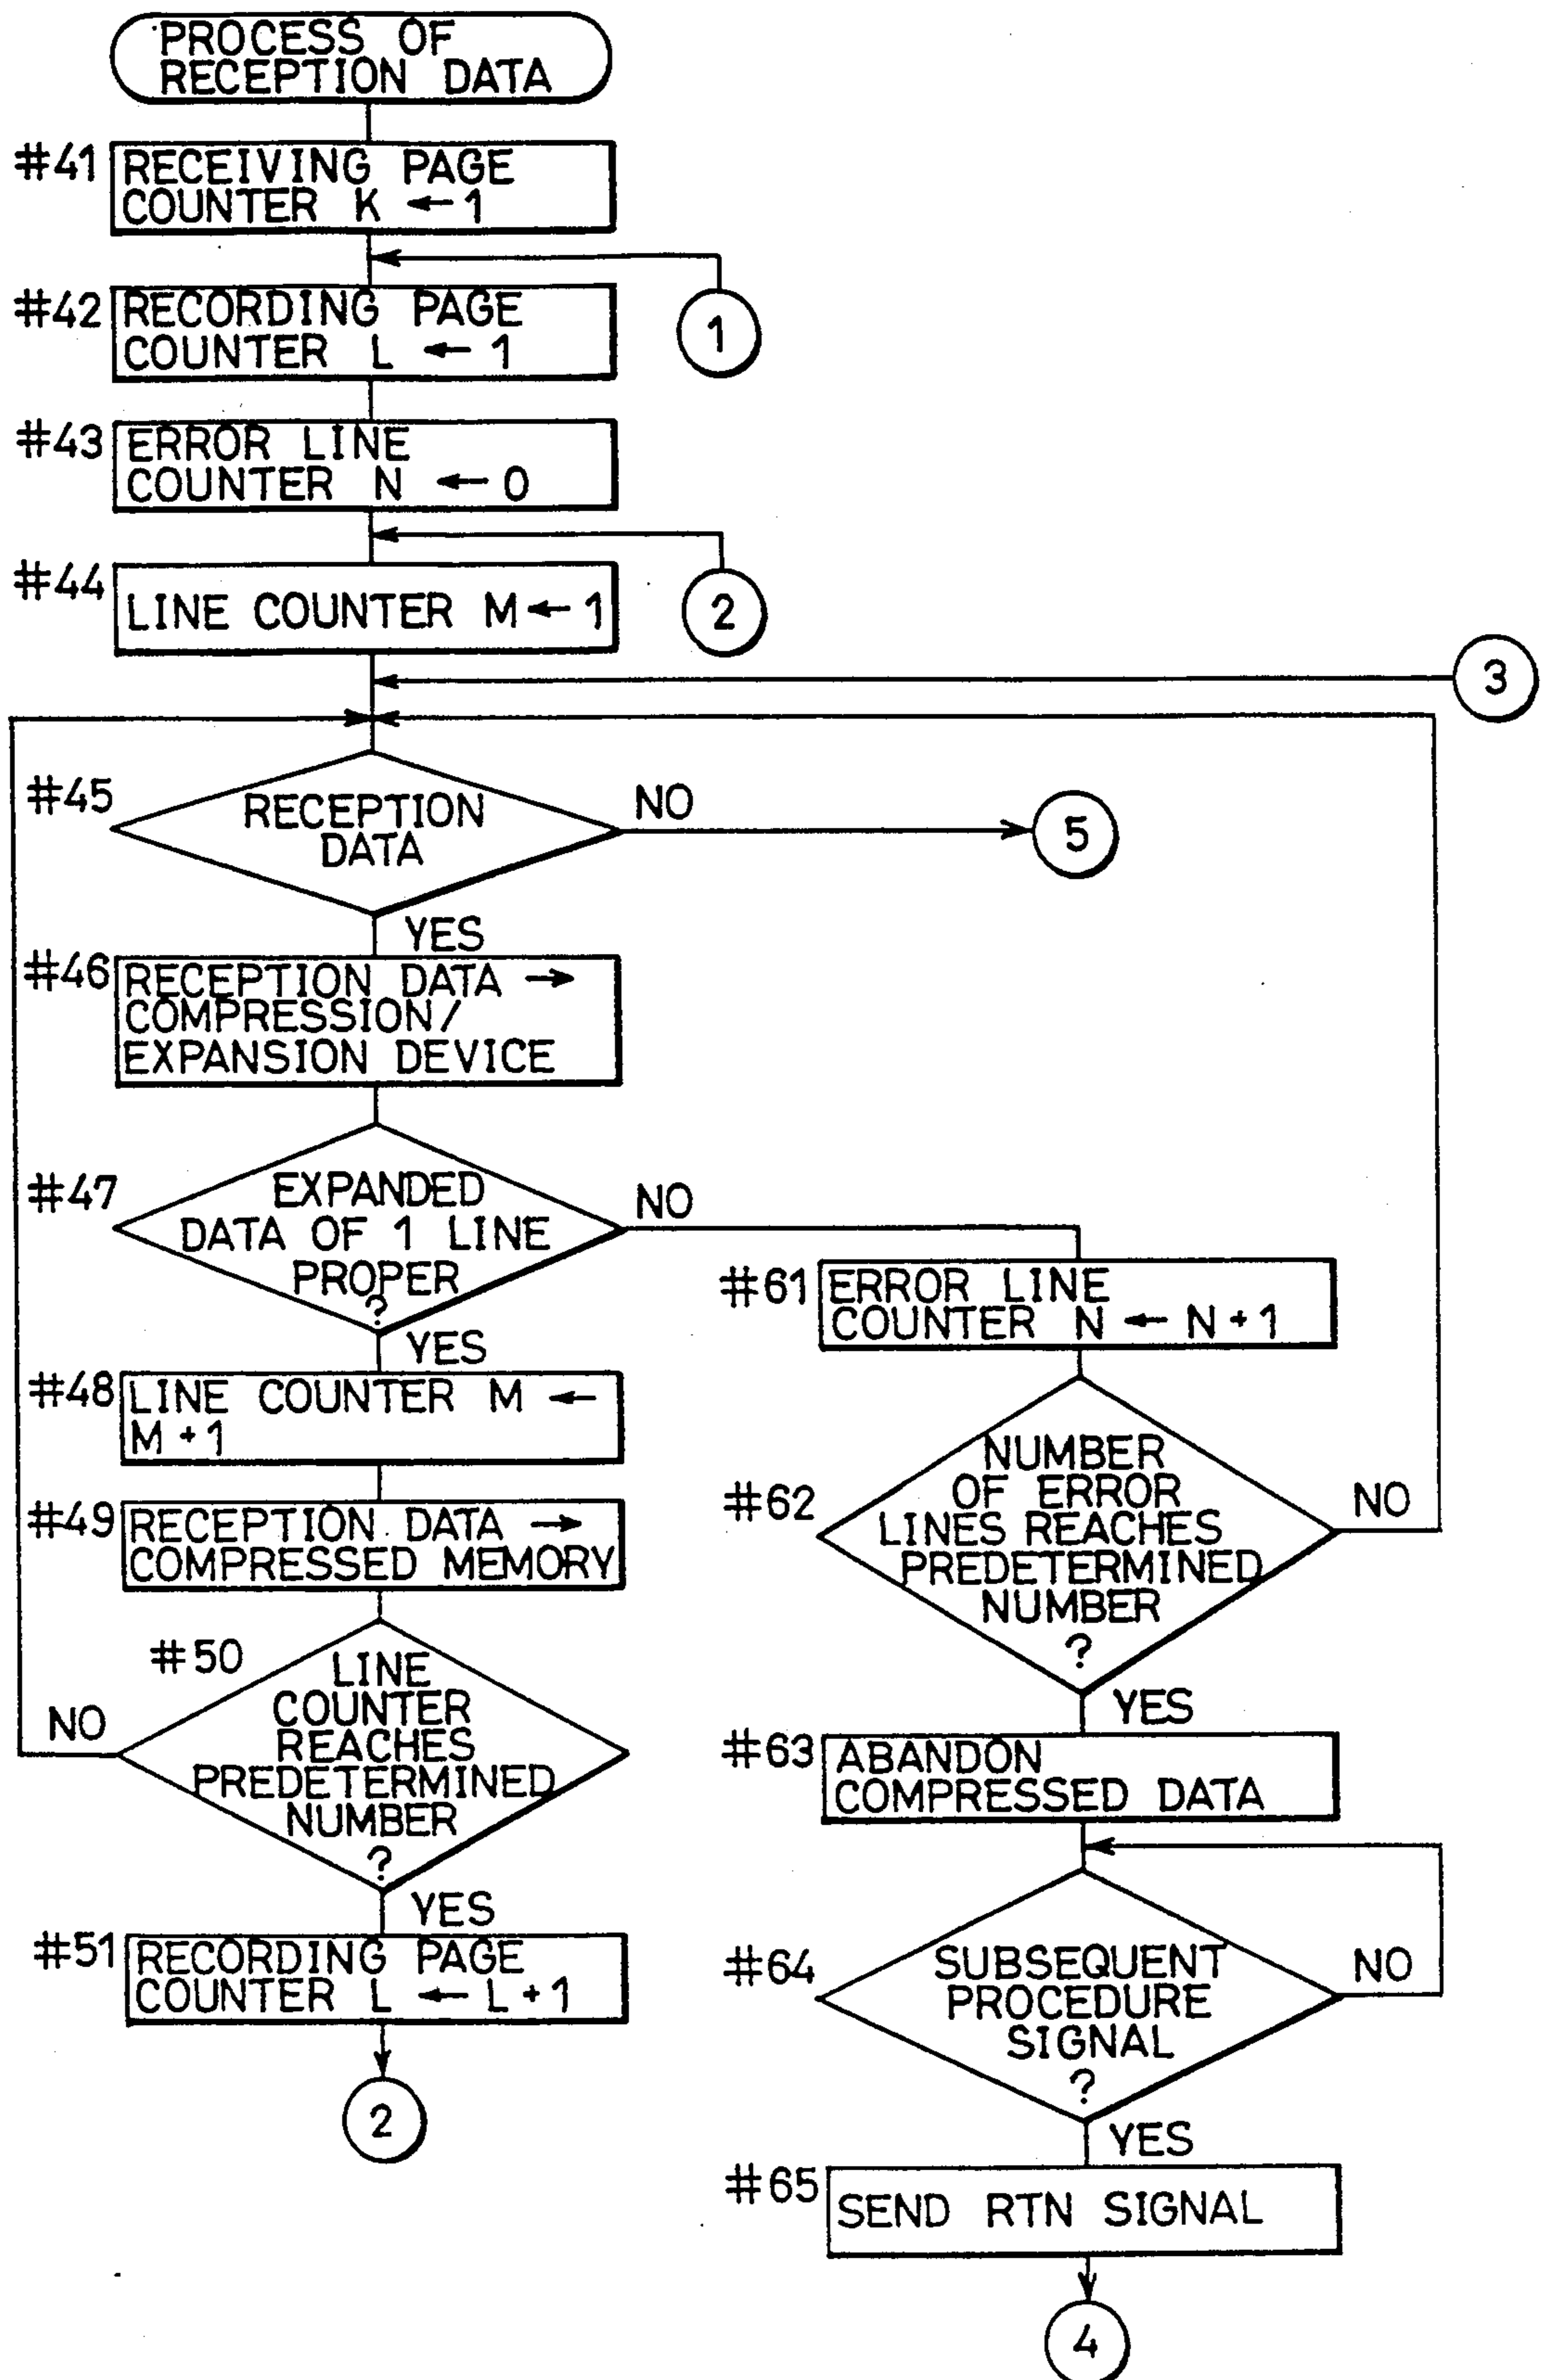 PROCESS OF
RECEPTION DATA
#41
RECEIVING PAGE
COUNTER K ← 1
1
#42
RECORDING PAGE
COUNTER L ← 1
#43
ERROR LINE
COUNTER N ← 0
2
#44
LINE COUNTER M ← 1
3
#45
RECEPTION
DATA
NO
5
YES
#46
RECEPTION DATA →
COMPRESSION/
EXPANSION DEVICE
#47
EXPANDED
DATA OF 1 LINE
PROPER
?
NO
YES
#48
LINE COUNTER M ←
M + 1
#49
RECEPTION DATA →
COMPRESSED MEMORY
#50
LINE
COUNTER
REACHES
PREDETERMINED
NUMBER
?
NO
YES
#51
RECORDING PAGE
COUNTER L ← L + 1
2
#61
ERROR LINE
COUNTER N ← N + 1
#62
NUMBER
OF ERROR
LINES REACHES
PREDETERMINED
NUMBER
?
NO
YES
#63
ABANDON
COMPRESSED DATA
#64
SUBSEQUENT
PROCEDURE
SIGNAL
?
NO
YES
#65
SEND RTN SIGNAL
4